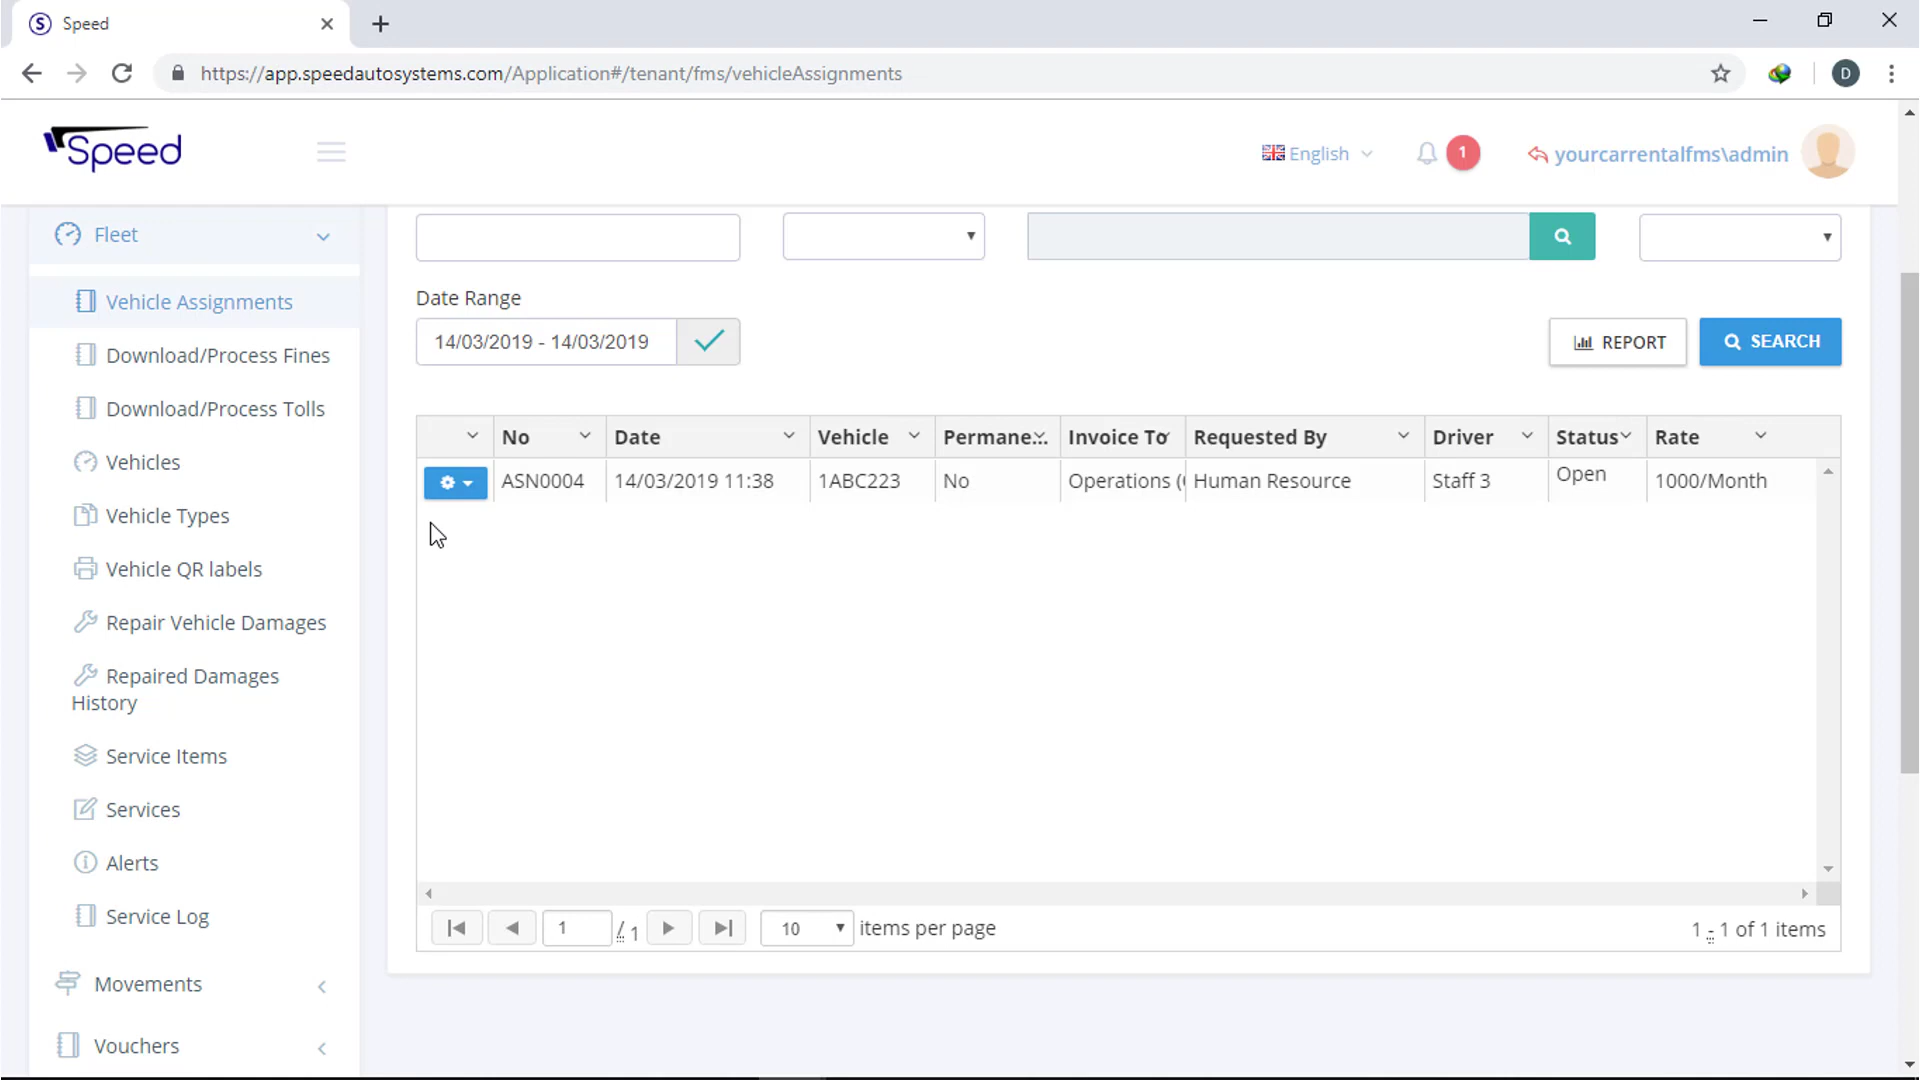 Speed
https://app.speedautosystems.com/Application#/tenant/fms/vehicleAssignments
D
Speed
English
1
yourcarrentalfms\admin
Fleet
Vehicle Assignments
Download/Process Fines
Download/Process Tolls
Vehicles
Vehicle Types
Vehicle QR labels
Repair Vehicle Damages
Repaired Damages
History
Service Items
Services
Alerts
Service Log
Movements
Vouchers
Date Range
14/03/2019 - 14/03/2019
REPORT
SEARCH
No Date Vehicle Permane... Invoice To Requested By Driver Status Rate
ASN0004 14/03/2019 11:38 1ABC223 No Operations ( Human Resource Staff 3 Open 1000/Month
1 / 1 10 items per page 1 - 1 of 1 items